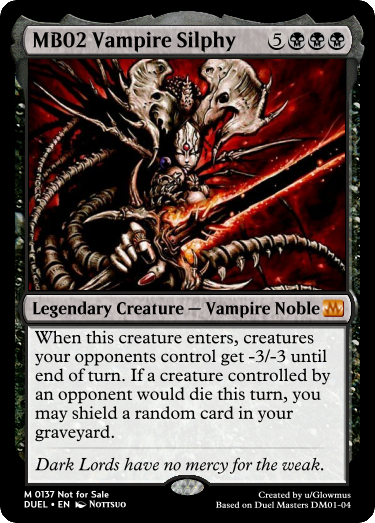 MB02 Vampire Silphy 5
Legendary Creature — Vampire Noble
When this creature enters, creatures
your opponents control get -3/-3 until
end of turn. If a creature controlled by
an opponent would die this turn, you
may shield a random card in your
graveyard.
Dark Lords have no mercy for the weak.
M 0137 Not for Sale
DUEL • EN Nottsuo
Created by u/Glowmus
Based on Duel Masters DM01-04